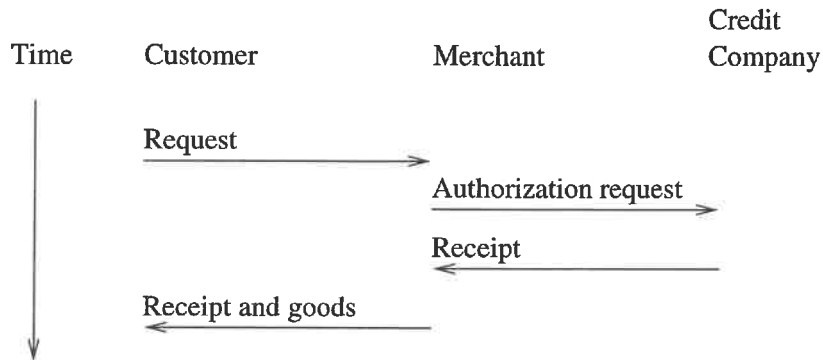 Credit
Time Customer Merchant Company
Request
Authorization request
Receipt
Receipt and goods